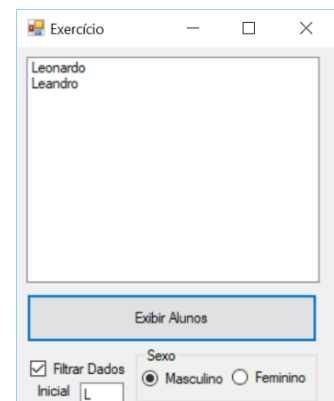 Exercício
Leonardo
Leandro
Exibir Alunos
Filtrar Dados
Inicial L
Sexo
Masculino Feminino